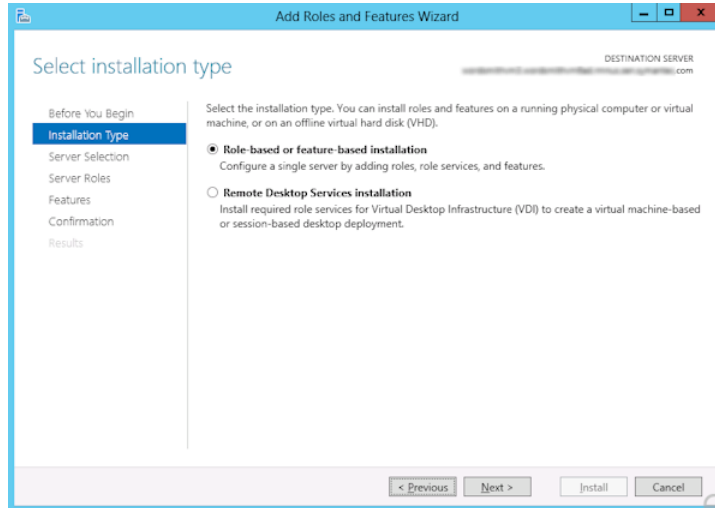 Add Roles and Features Wizard
Select installation type
DESTINATION SERVER
.com
Before You Begin
Installation Type
Server Selection
Server Roles
Features
Confirmation
Results
Select the installation type. You can install roles and features on a running physical computer or virtual
machine, or on an offline virtual hard disk (VHD).
Role-based or feature-based installation
Configure a single server by adding roles, role services, and features.
Remote Desktop Services installation
Install required role services for Virtual Desktop Infrastructure (VDI) to create a virtual machine-based
or session-based desktop deployment.
< Previous
Next >
Install
Cancel